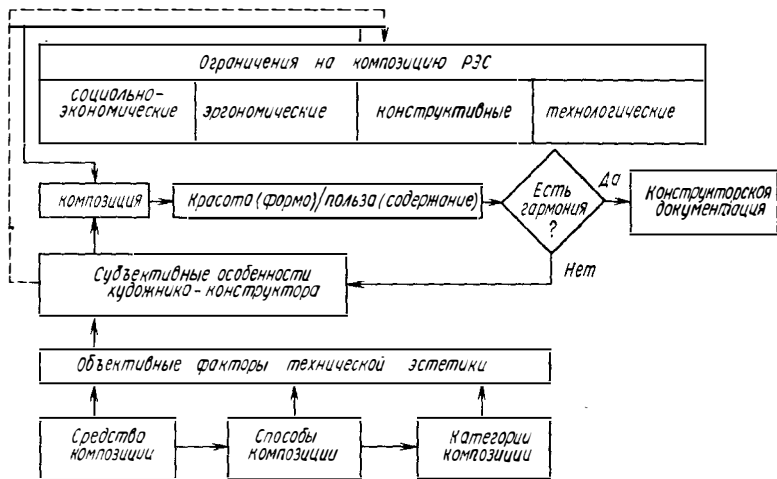 Ограничения на композицию РЭС
социально-
экономические
эргономические
конструктивные
технологические
композиция
Красота (формо)/польза (содержание)
Есть
гармония
?
Да
Конструкторская
документация
Нет
Субъективные особенности
художника-конструктора
Объективные факторы технической эстетики
Средство
композиции
Способы
композиции
Категории
композиции